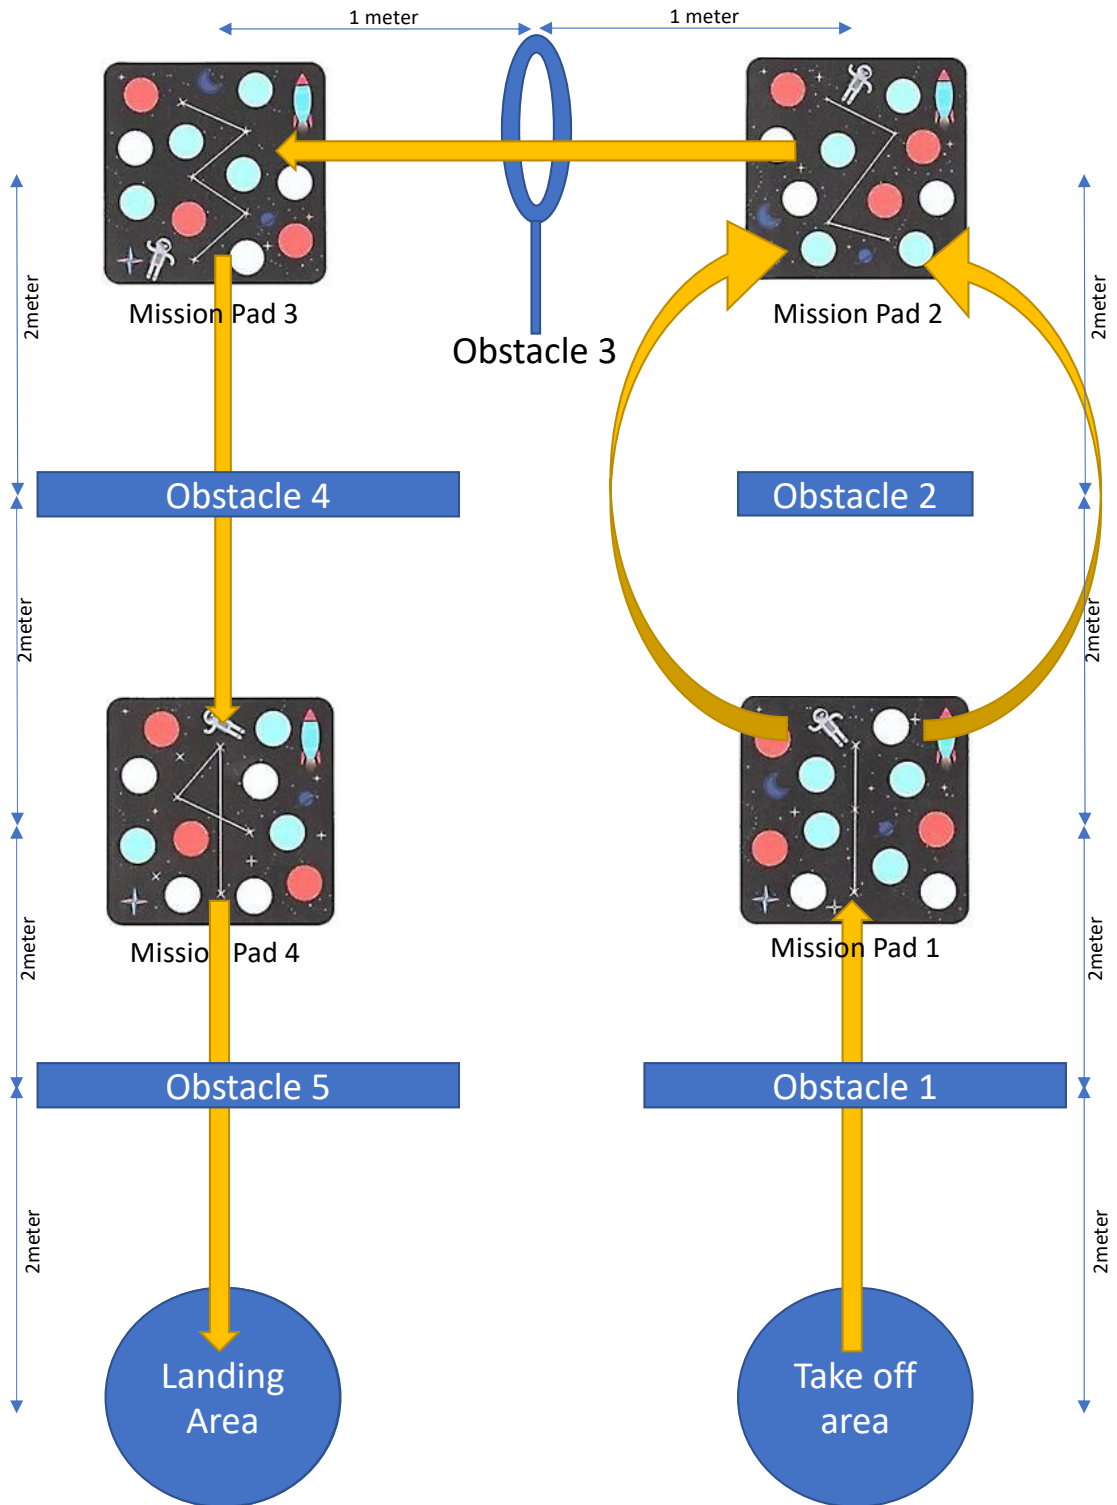 1 meter
1 meter
Mission Pad 3
Mission Pad 2
Obstacle 3
2meter
2meter
Obstacle 4
Obstacle 2
2meter
2meter
Mission Pad 4
Mission Pad 1
2meter
2meter
Obstacle 5
Obstacle 1
2meter
2meter
Landing
Area
Take off
area